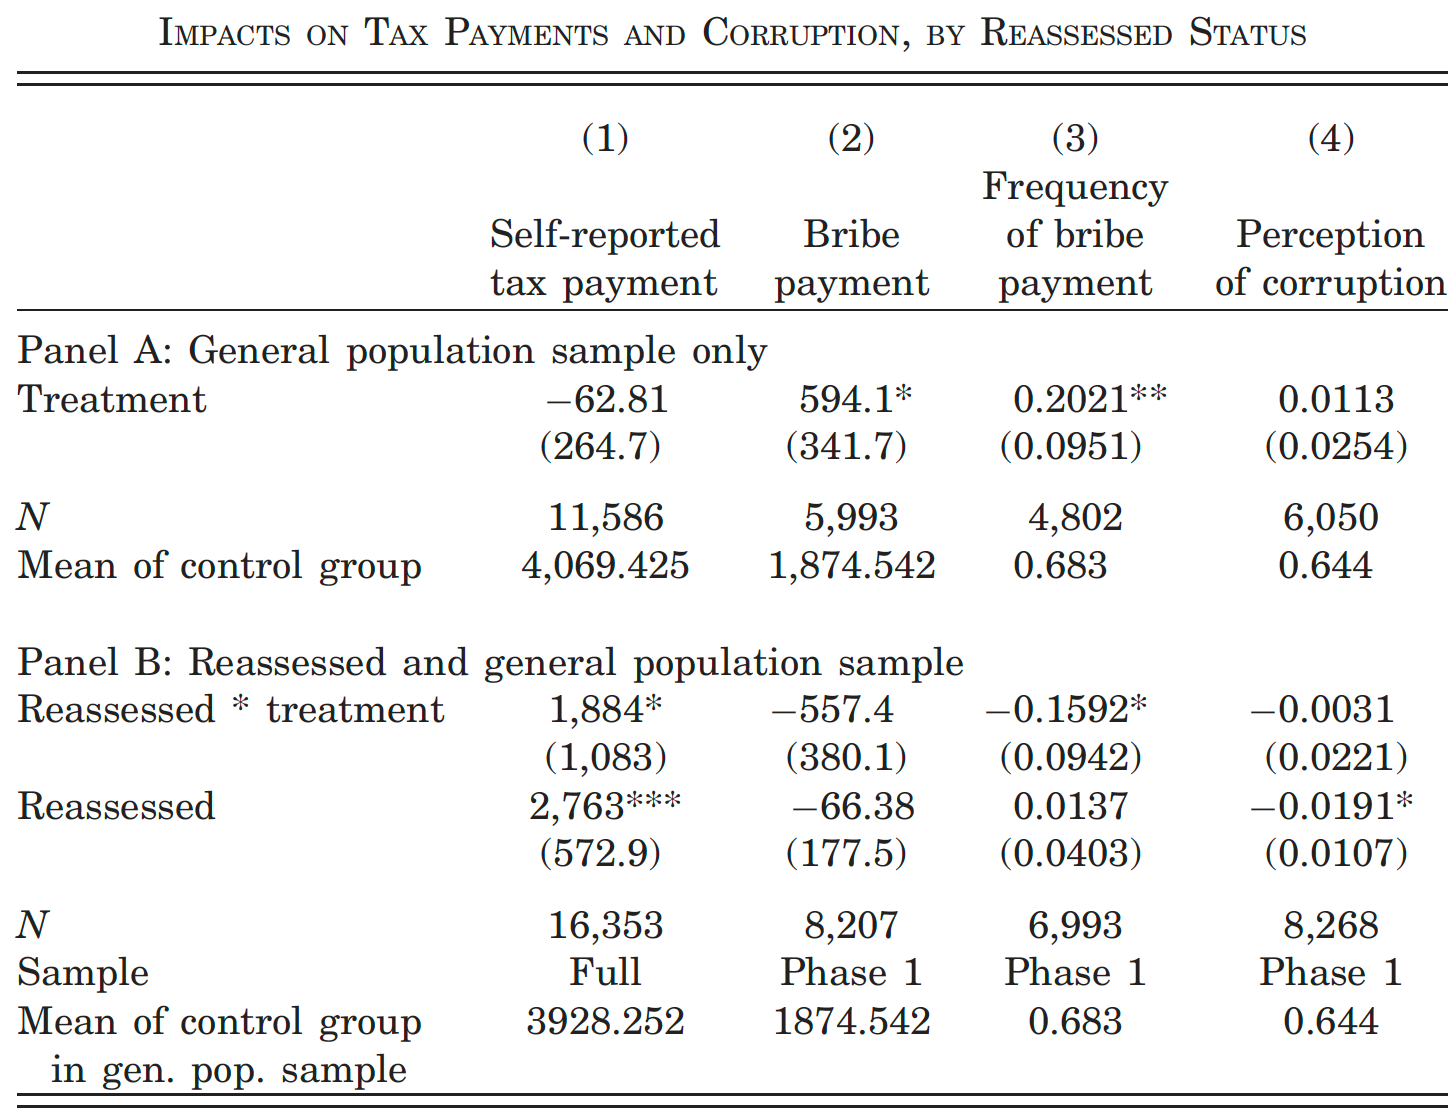 IMPACTS ON TAX PAYMENTS AND CORRUPTION, BY REASSESSED STATUS
(1) (2) (3) (4)
Frequency
Self-reported Bribe of bribe Perception
tax payment payment payment of corruption
Panel A: General population sample only
Treatment −62.81 594.1* 0.2021** 0.0113
(264.7) (341.7) (0.0951) (0.0254)
N 11,586 5,993 4,802 6,050
Mean of control group 4,069.425 1,874.542 0.683 0.644
Panel B: Reassessed and general population sample
Reassessed * treatment 1,884* −557.4 −0.1592* −0.0031
(1,083) (380.1) (0.0942) (0.0221)
Reassessed 2,763*** −66.38 0.0137 −0.0191*
(572.9) (177.5) (0.0403) (0.0107)
N 16,353 8,207 6,993 8,268
Sample Full Phase 1 Phase 1 Phase 1
Mean of control group 3928.252 1874.542 0.683 0.644
in gen. pop. sample